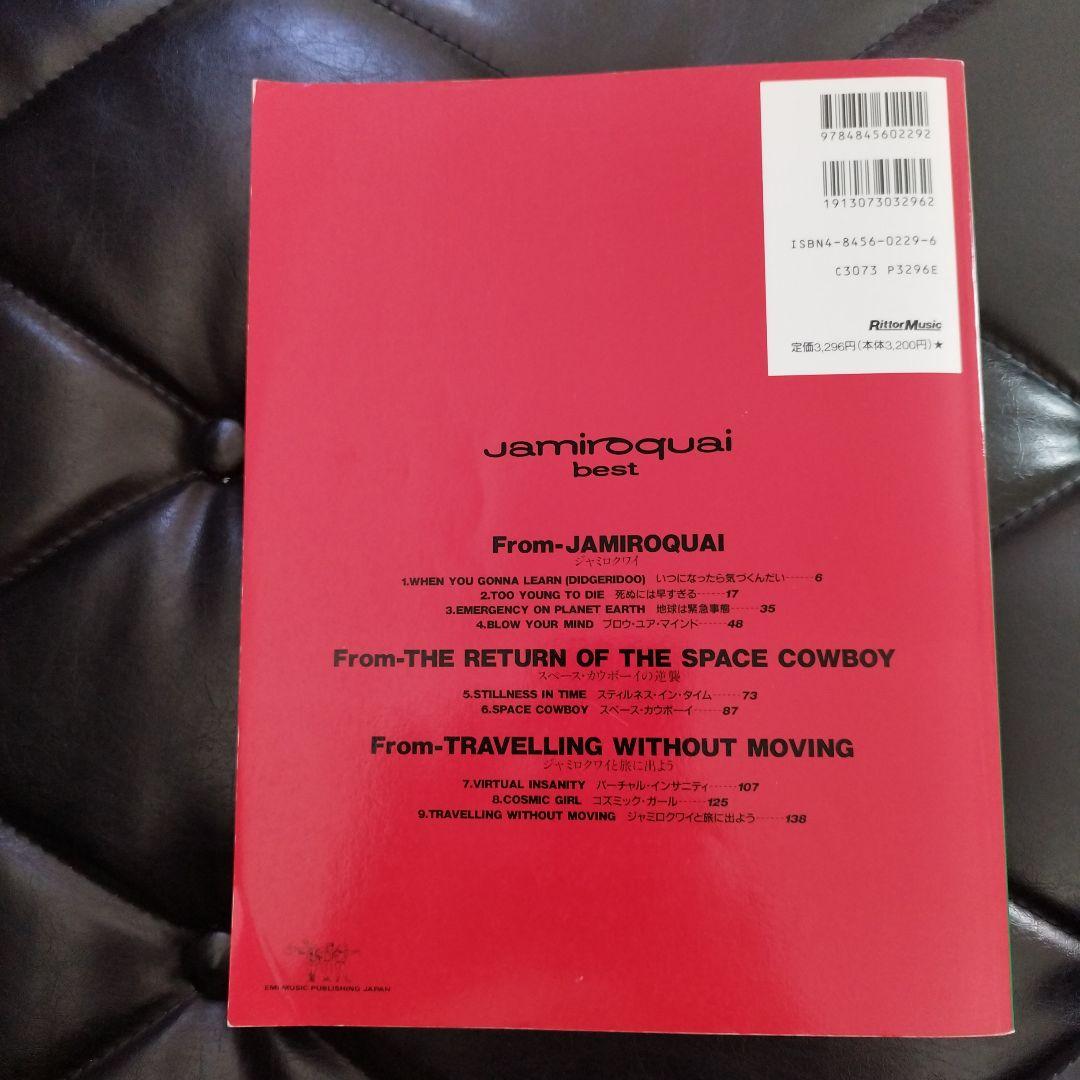 9784845602292
1913073032962
ISBN4-8456-0229-6
C3073 P3296E
Rittor Music
定価3,296円(本体3,200円)★
jamiroquai
best
From-JAMIROQUAI
ジャミロクワイ
1.WHEN YOU GONNA LEARN (DIDGERIDOO) いつになったら気づくんだい……6
2.TOO YOUNG TO DIE 死ぬには早すぎる……17
3.EMERGENCY ON PLANET EARTH 地球は緊急事態……35
4.BLOW YOUR MIND ブロウ・ユア・マインド……48
From-THE RETURN OF THE SPACE COWBOY
スペース・カウボーイの逆襲
5.STILLNESS IN TIME スティルネス・イン・タイム……73
6.SPACE COWBOY スペース・カウボーイ……87
From-TRAVELLING WITHOUT MOVING
ジャミロクワイと旅に出よう
7.VIRTUAL INSANITY バーチャル・インサニティ……107
8.COSMIC GIRL コズミック・ガール……125
9.TRAVELLING WITHOUT MOVING ジャミロクワイと旅に出よう……138
EMI MUSIC PUBLISHING JAPAN